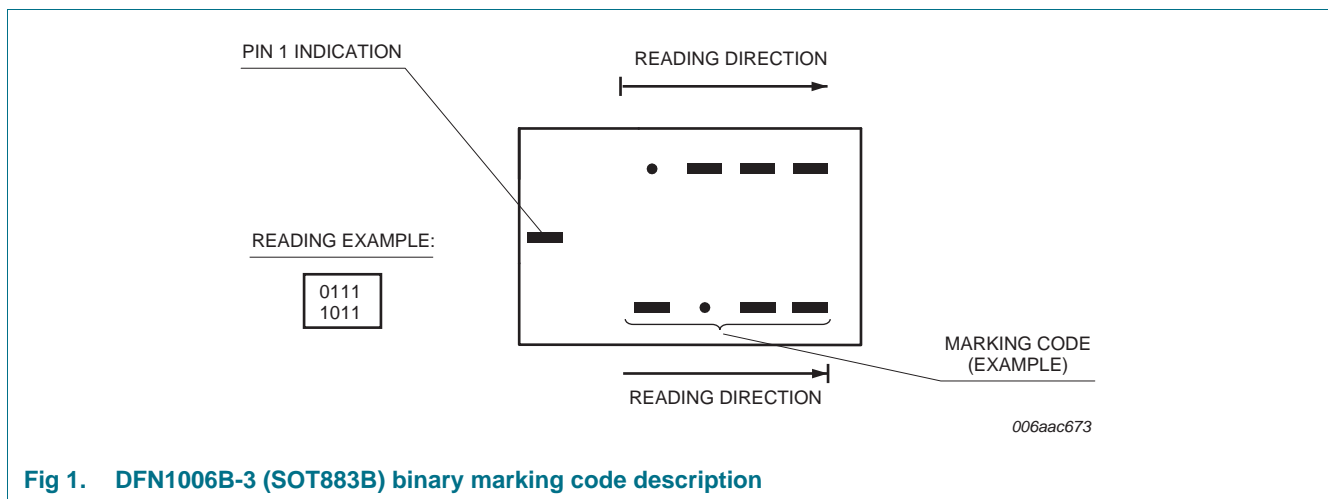 PIN 1 INDICATION
READING DIRECTION
READING EXAMPLE:
0111
1011
MARKING CODE
(EXAMPLE)
READING DIRECTION
006aac673
Fig 1. DFN1006B-3 (SOT883B) binary marking code description